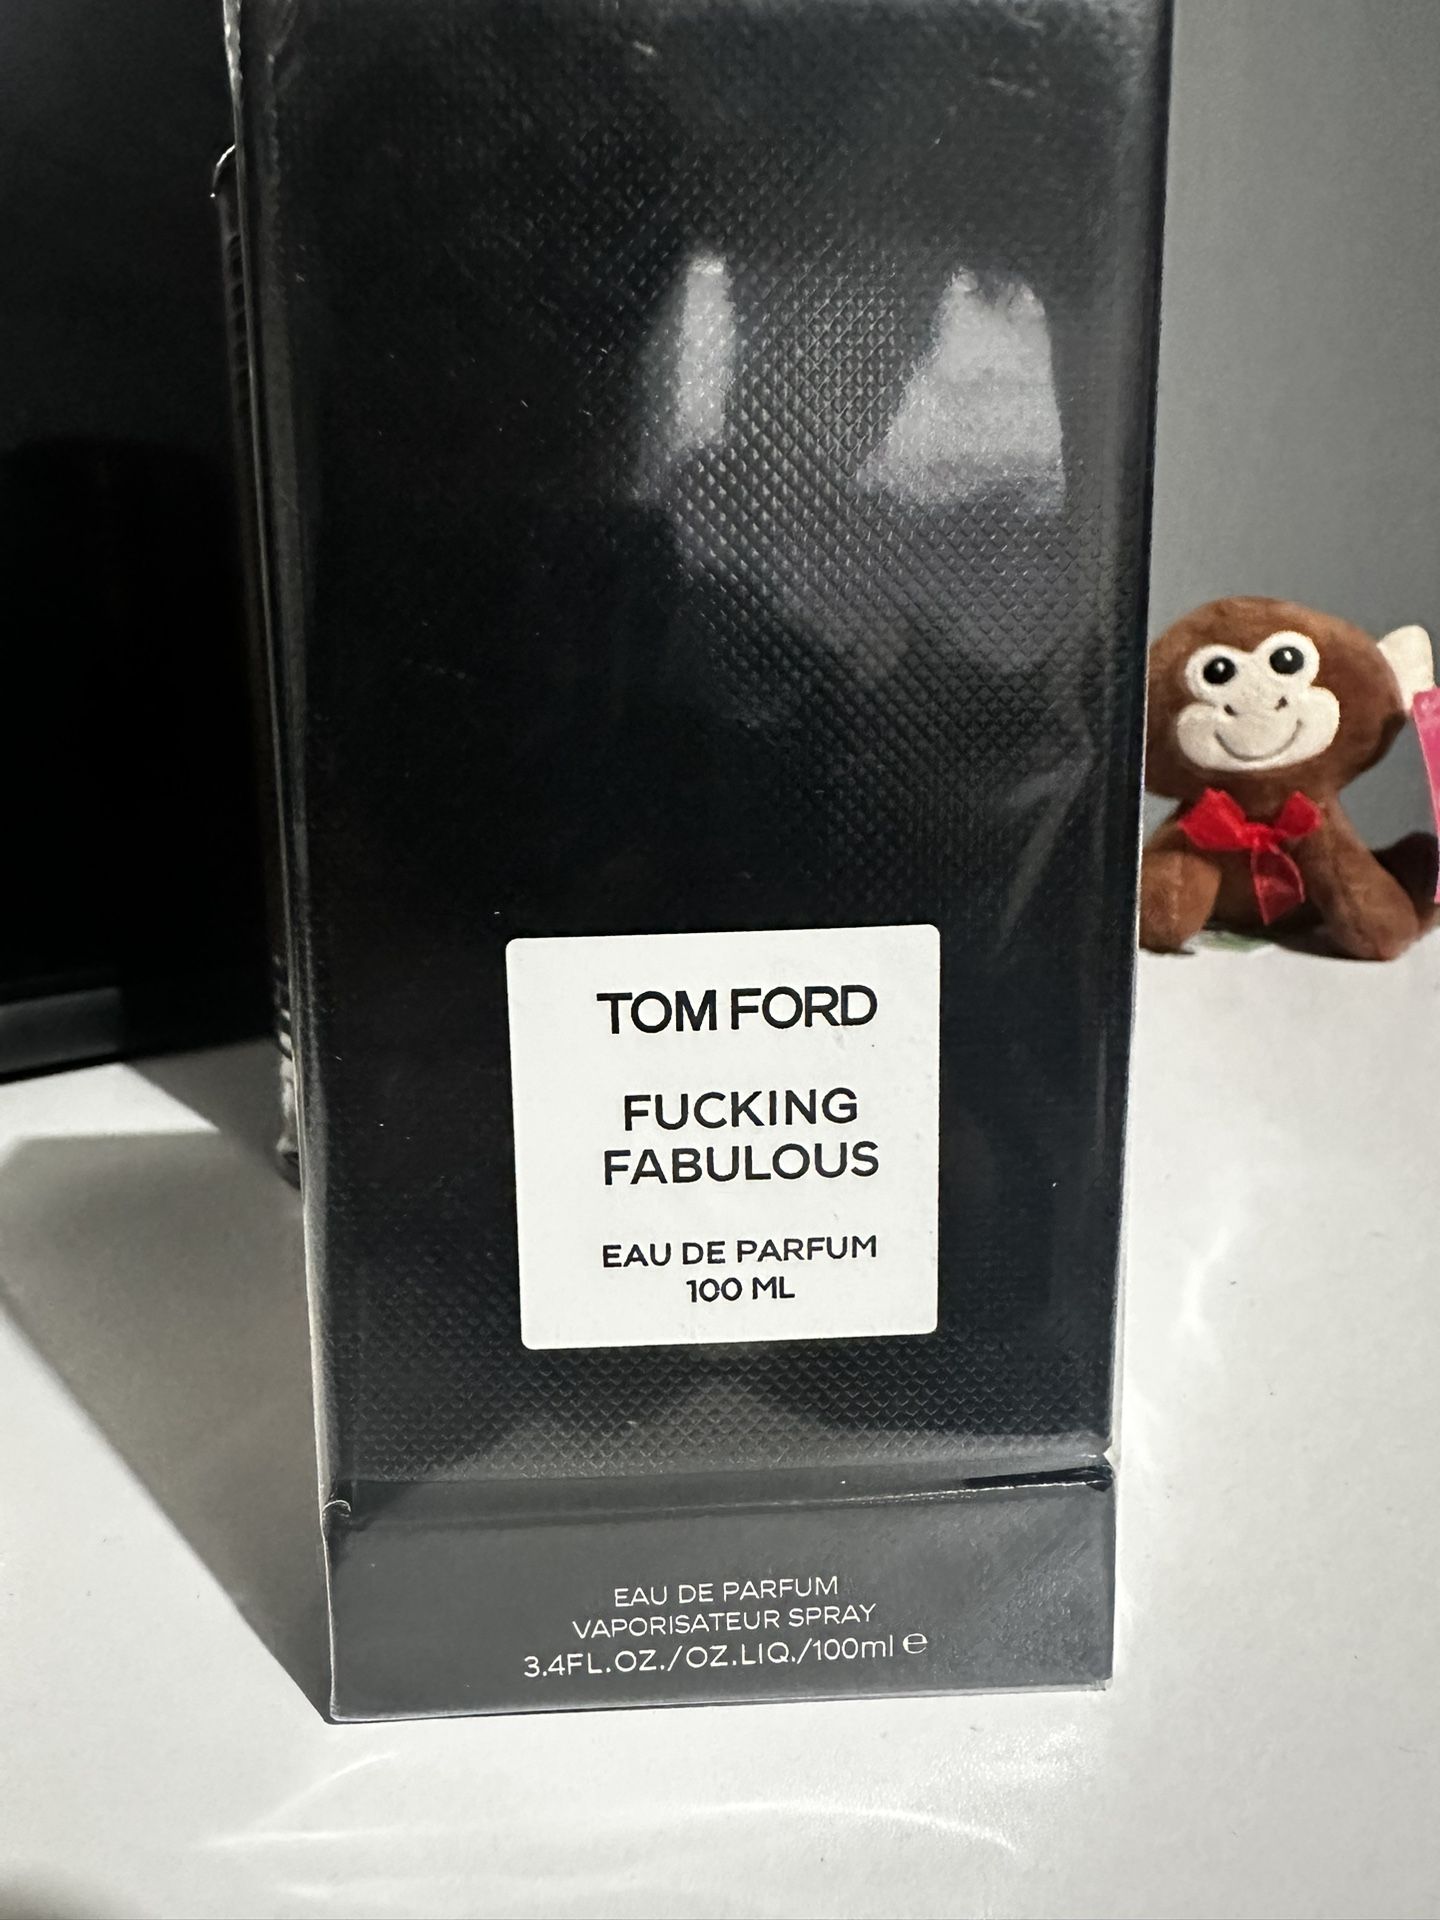 TOM FORD
FUCKING
FABULOUS
EAU DE PARFUM
100 ML
EAU DE PARFUM
VAPORISATEUR SPRAY
3.4FL.OZ./OZ.LIQ./100ml ℮